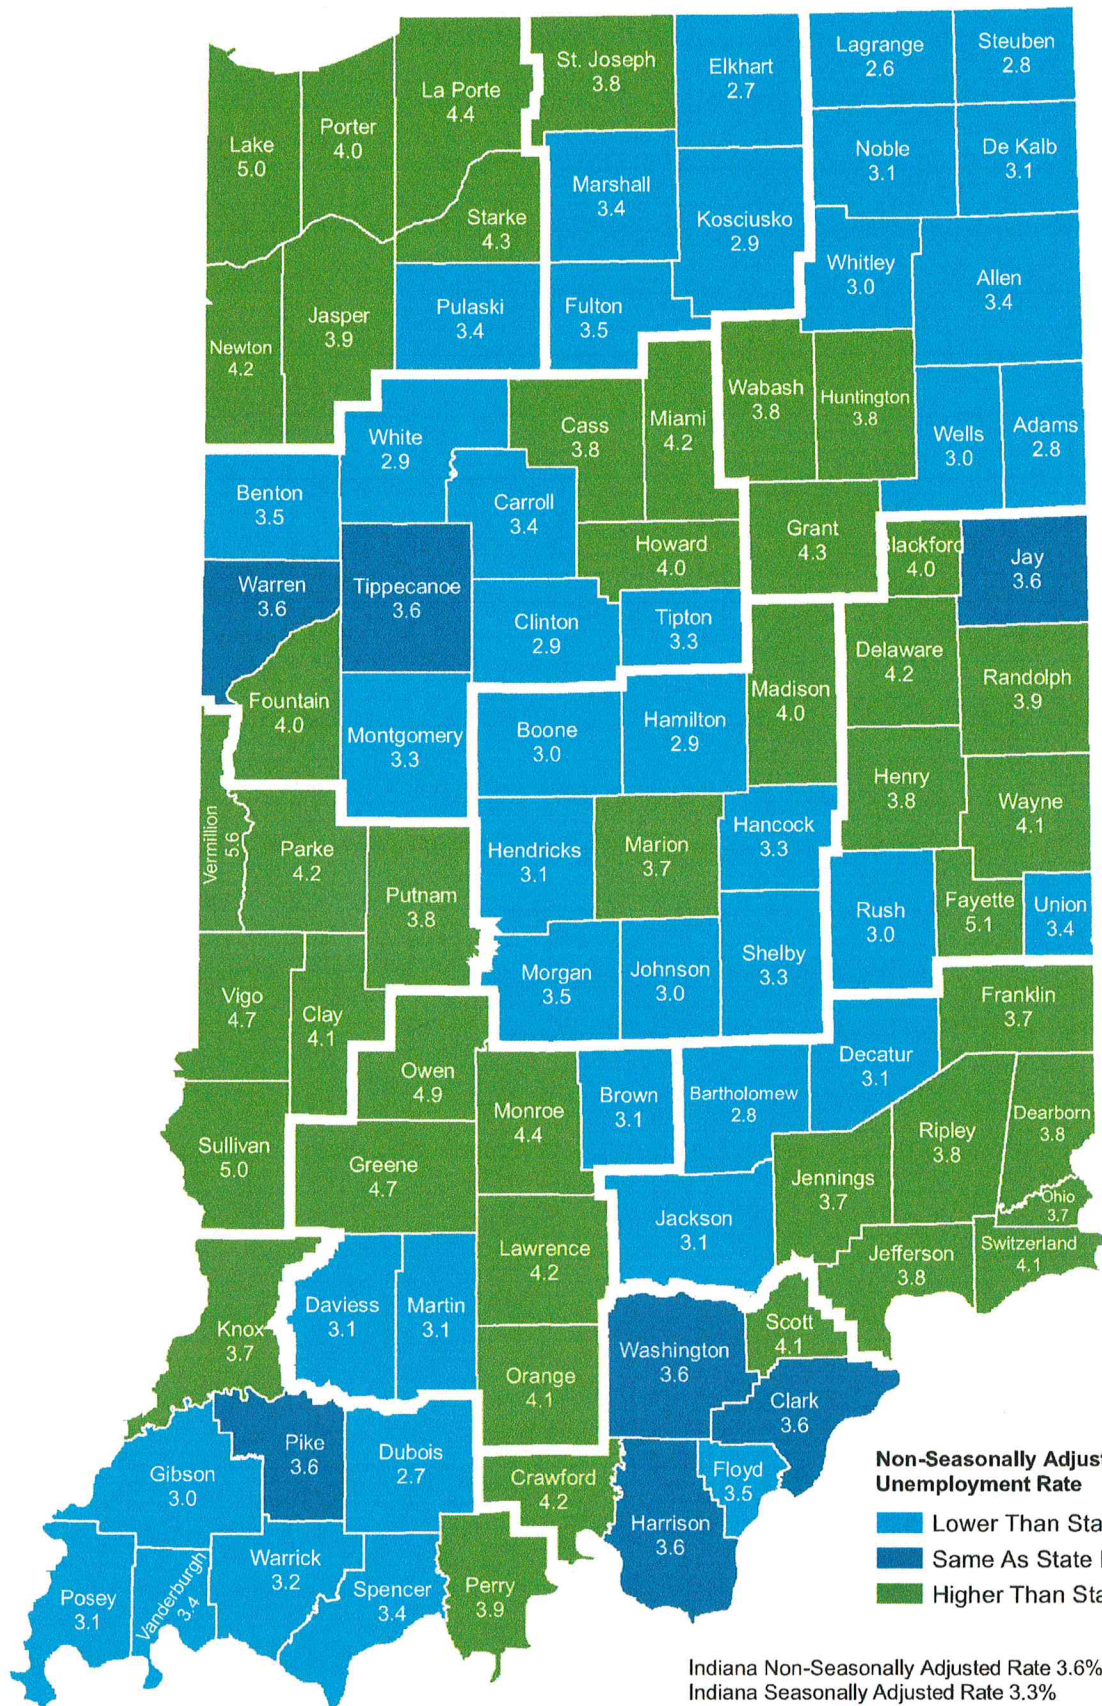 St. Joseph
3.8
Elkhart
2.7
Lagrange
2.6
Steuben
2.8
La Porte
4.4
Porter
4.0
Lake
5.0
Noble
3.1
De Kalb
3.1
Marshall
3.4
Starke
4.3
Kosciusko
2.9
Whitley
3.0
Allen
3.4
Pulaski
3.4
Fulton
3.5
Jasper
3.9
Newton
4.2
Wabash
3.8
Huntington
3.8
Cass
3.8
Miami
4.2
White
2.9
Wells
3.0
Adams
2.8
Benton
3.5
Carroll
3.4
Grant
4.3
Howard
4.0
lackford
4.0
Jay
3.6
Warren
3.6
Tippecanoe
3.6
Clinton
2.9
Tipton
3.3
Delaware
4.2
Randolph
3.9
Fountain
4.0
Madison
4.0
Montgomery
3.3
Boone
3.0
Hamilton
2.9
Henry
3.8
Wayne
4.1
Vermillion
5.6
Parke
4.2
Putnam
3.8
Hendricks
3.1
Marion
3.7
Hancock
3.3
Rush
3.0
Fayette
5.1
Union
3.4
Vigo
4.7
Clay
4.1
Morgan
3.5
Johnson
3.0
Shelby
3.3
Franklin
3.7
Owen
4.9
Decatur
3.1
Monroe
4.4
Brown
3.1
Bartholomew
2.8
Sullivan
5.0
Greene
4.7
Ripley
3.8
Dearborn
3.8
Jennings
3.7
Ohio
3.7
Jackson
3.1
Lawrence
4.2
Jefferson
3.8
Switzerland
4.1
Daviess
3.1
Martin
3.1
Knox
3.7
Washington
3.6
Scott
4.1
Orange
4.1
Clark
3.6
Pike
3.6
Dubois
2.7
Gibson
3.0
Crawford
4.2
Floyd
3.5
Harrison
3.6
Warrick
3.2
Vanderburgh
3.4
Spencer
3.4
Perry
3.9
Posey
3.1
Non-Seasonally Adjus
Unemployment Rate
Lower Than Sta
Same As State
Higher Than Sta
Indiana Non-Seasonally Adjusted Rate 3.6%
Indiana Seasonally Adjusted Rate 3.3%